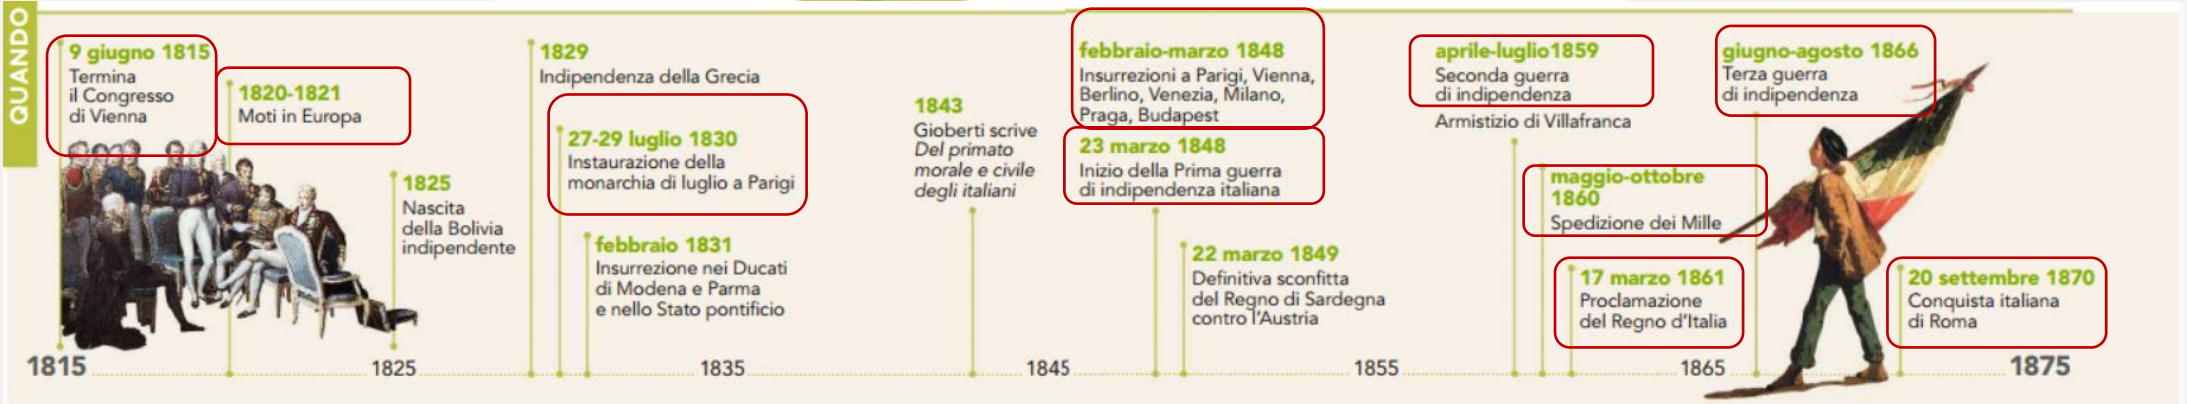 QUANDO
9 giugno 1815
Termina
il Congresso
di Vienna
1820-1821
Moti in Europa
1825
Nascita
della Bolivia
indipendente
1829
Indipendenza della Grecia
27-29 luglio 1830
Instaurazione della
monarchia di luglio a Parigi
febbraio 1831
Insurrezione nei Ducati
di Modena e Parma
e nello Stato pontificio
1843
Gioberti scrive
Del primato
morale e civile
degli italiani
febbraio-marzo 1848
Insurrezioni a Parigi, Vienna,
Berlino, Venezia, Milano,
Praga, Budapest
23 marzo 1848
Inizio della Prima guerra
di indipendenza italiana
22 marzo 1849
Definitiva sconfitta
del Regno di Sardegna
contro l'Austria
aprile-luglio1859
Seconda guerra
di indipendenza
Armistizio di Villafranca
maggio-ottobre
1860
Spedizione dei Mille
17 marzo 1861
Proclamazione
del Regno d'Italia
giugno-agosto 1866
Terza guerra
di indipendenza
20 settembre 1870
Conquista italiana
di Roma
1815
1825
1835
1845
1855
1865
1875